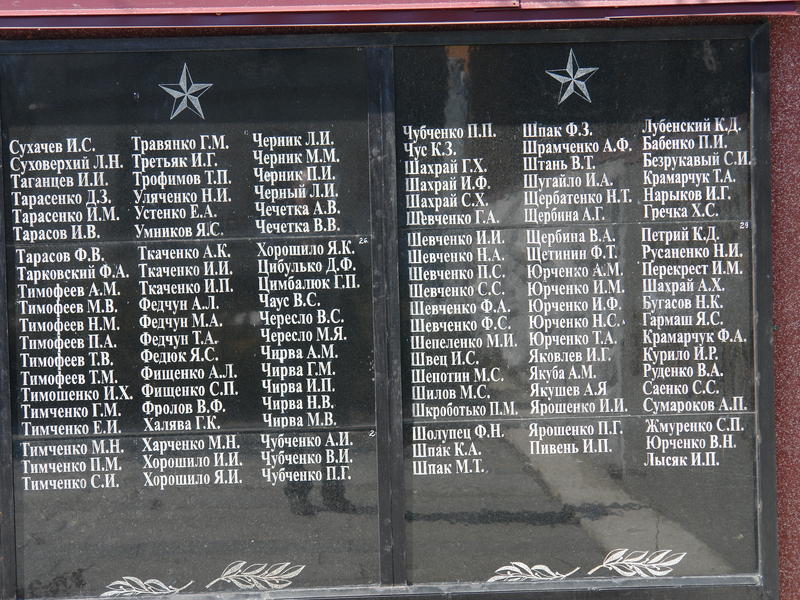 Сухачев И.С.
Суховерхий Л.Н.
Таганцев И.И.
Тарасенко Д.З.
Тарасенко И.М.
Тарасов И.В.
Тарасов Ф.В.
Тарковский Ф.А.
Тимофеев А.М.
Тимофеев М.В.
Тимофеев Н.М.
Тимофеев П.А.
Тимофеев Т.В.
Тимофеев Т.М.
Тимошенко И.Х.
Тимченко Г.М.
Тимченко Е.И.
Тимченко М.Н.
Тимченко П.М.
Тимченко С.И.
Травянко Г.М.
Третьяк И.Г.
Трофимов Т.П.
Уляченко Н.И.
Устенко Е.А.
Умников Я.С.
Ткаченко А.К.
Ткаченко И.И.
Ткаченко И.П.
Федчун А.Л.
Федчун М.А.
Федчун Т.А.
Федюк Я.С.
Фищенко А.Л.
Фищенко С.П.
Фролов В.Ф.
Халява Г.К.
Харченко М.Н.
Хорошило И.И.
Хорошило Я.И.
Черник Л.И.
Черник М.М.
Черник П.И.
Черный Л.И.
Чечетка А.В.
Чечетка В.В.
Хорошило Я.К.
26
Цибулько Д.Ф.
Цимбалюк Г.П.
Чаус В.С.
Чересло В.С.
Чересло М.Я.
Чирва А.М.
Чирва Г.М.
Чирва И.П.
Чирва Н.В.
Чирва М.В.
Чубченко А.И.
Чубченко В.И.
Чубченко П.Г.
Чубченко П.П.
Чус К.З.
Шахрай Г.Х.
Шахрай И.Ф.
Шахрай С.Х.
Шевченко Г.А.
Шевченко И.И.
Шевченко Н.А.
Шевченко П.С.
Шевченко С.С.
Шевченко Ф.А.
Шевченко Ф.С.
Шепеленко М.И.
Швец И.С.
Шепотин М.С.
Шилов М.С.
Шкроботько П.М.
Шолупец Ф.Н.
Шпак К.А.
Шпак М.Т.
Шпак Ф.З.
Шрамченко А.Ф.
Штань В.Т.
Шугайло И.А.
Щербатенко Н.Т.
Щербина А.Г.
Щербина В.А.
Щетинин Ф.Т.
Юрченко А.М.
Юрченко И.М.
Юрченко И.Ф.
Юрченко Н.С.
Юрченко Т.А.
Яковлев И.Г.
Якуба А.М.
Якушев А.Я
Ярошенко И.И.
Ярошенко П.Г.
Пивень И.П.
Лубенский К.Д.
Бабенко П.И.
Безрукавый С.И.
Крамарчук Т.А.
Нарыков И.Г.
Гречка Х.С.
29
Петрий К.Д.
Русаненко Н.И.
Перекрест И.М.
Шахрай А.Х.
Бугасов Н.К.
Гармаш Я.С.
Крамарчук Ф.А.
Курило И.Р.
Руденко В.А.
Саенко С.С.
Сумароков А.П.
Жмуренко С.П.
Юрченко В.Н.
Лысяк И.П.